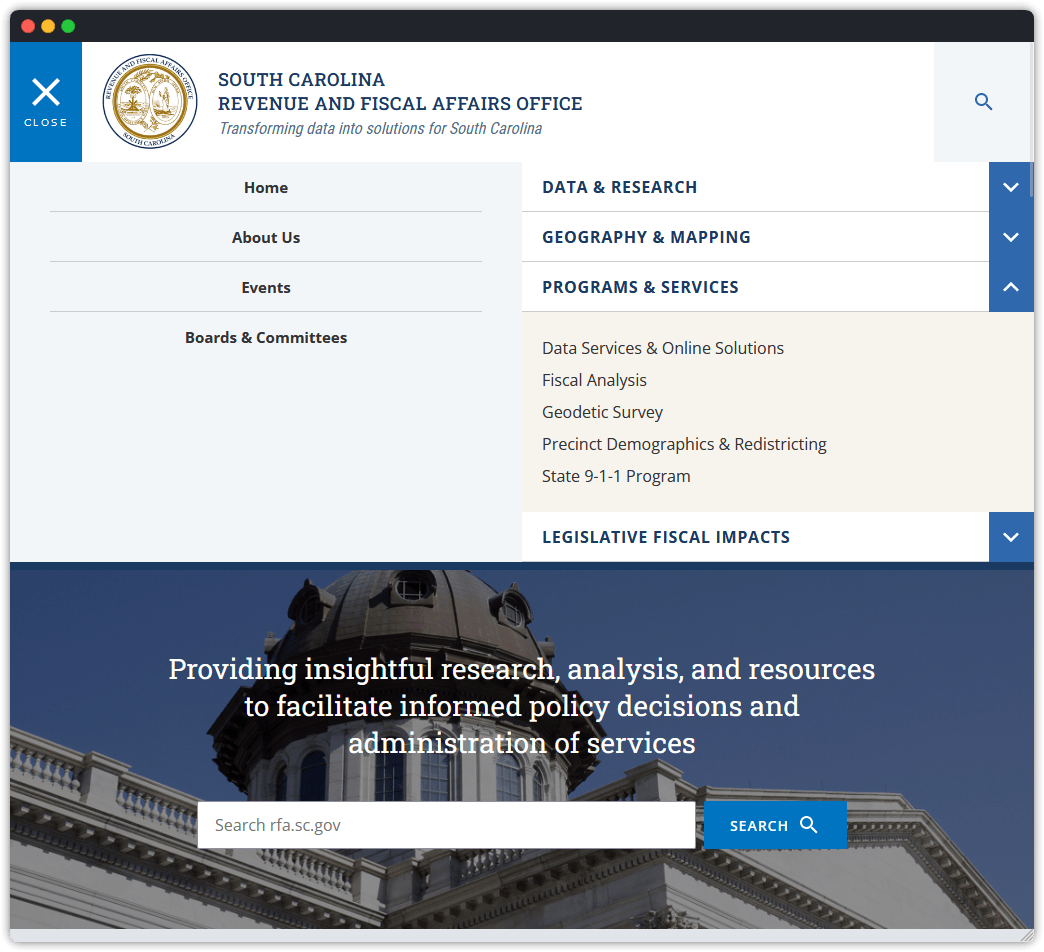 CLOSE
REVENUE AND FISCAL AFFAIRS OFFICE
SOUTH CAROLINA
SOUTH CAROLINA
REVENUE AND FISCAL AFFAIRS OFFICE
Transforming data into solutions for South Carolina
Home
About Us
Events
Boards & Committees
DATA & RESEARCH
GEOGRAPHY & MAPPING
PROGRAMS & SERVICES
Data Services & Online Solutions
Fiscal Analysis
Geodetic Survey
Precinct Demographics & Redistricting
State 9-1-1 Program
LEGISLATIVE FISCAL IMPACTS
Providing insightful research, analysis, and resources
to facilitate informed policy decisions and
administration of services
Search rfa.sc.gov
SEARCH